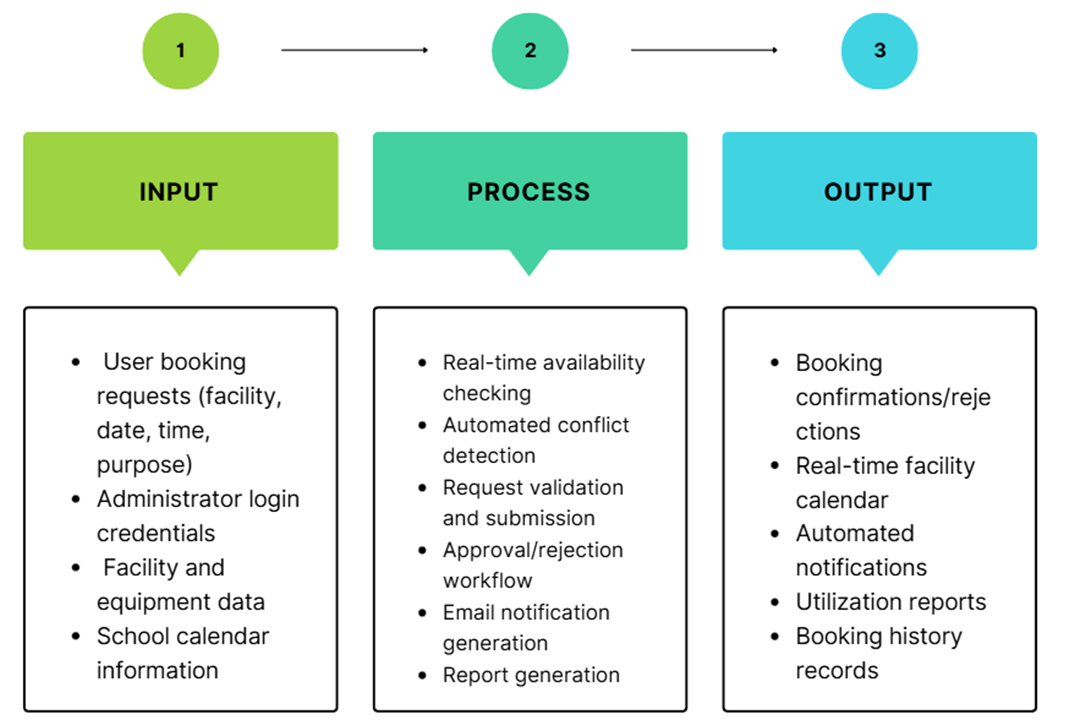 1
2
3
INPUT
PROCESS
OUTPUT
• User booking
requests (facility,
date, time,
purpose)
• Administrator login
credentials
• Facility and
equipment data
• School calendar
information
• Real-time availability
checking
• Automated conflict
detection
• Request validation
and submission
• Approval/rejection
workflow
• Email notification
generation
• Report generation
• Booking
confirmations/reje
ctions
• Real-time facility
calendar
• Automated
notifications
• Utilization reports
• Booking history
records